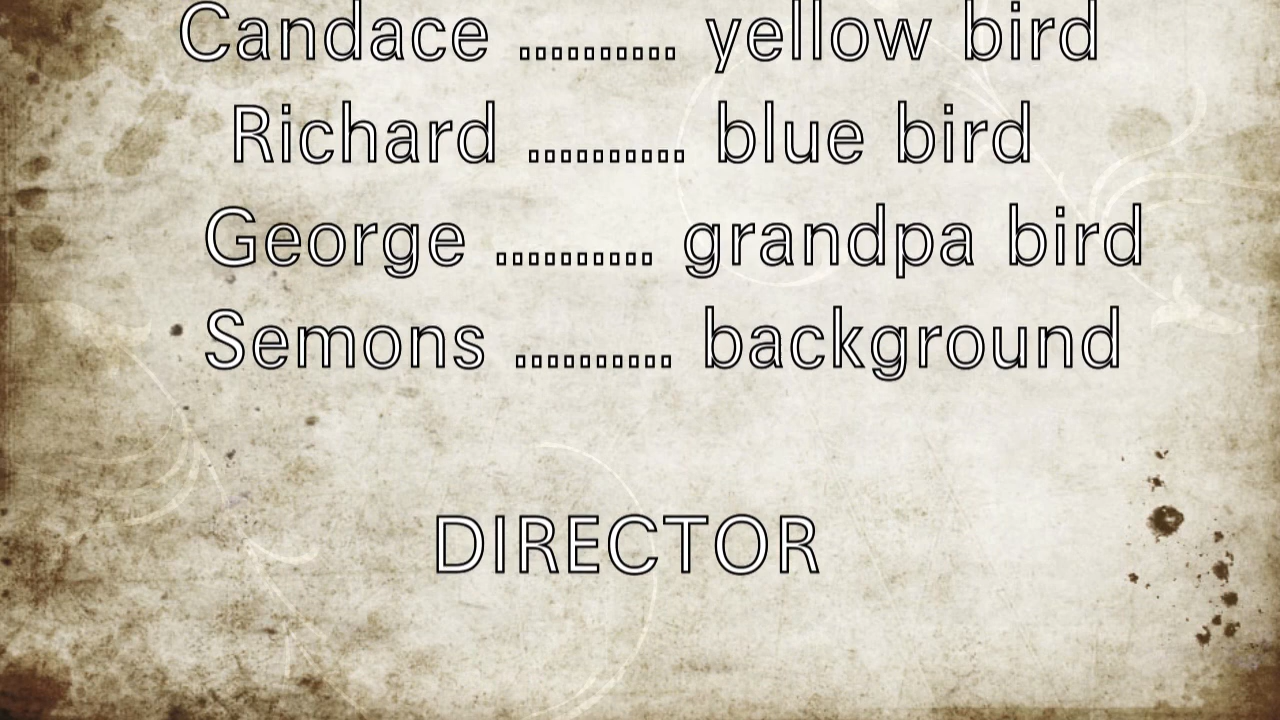 Candace .......... yellow bird
Richard .......... blue bird
George .......... grandpa bird
Semons .......... background
DIRECTOR